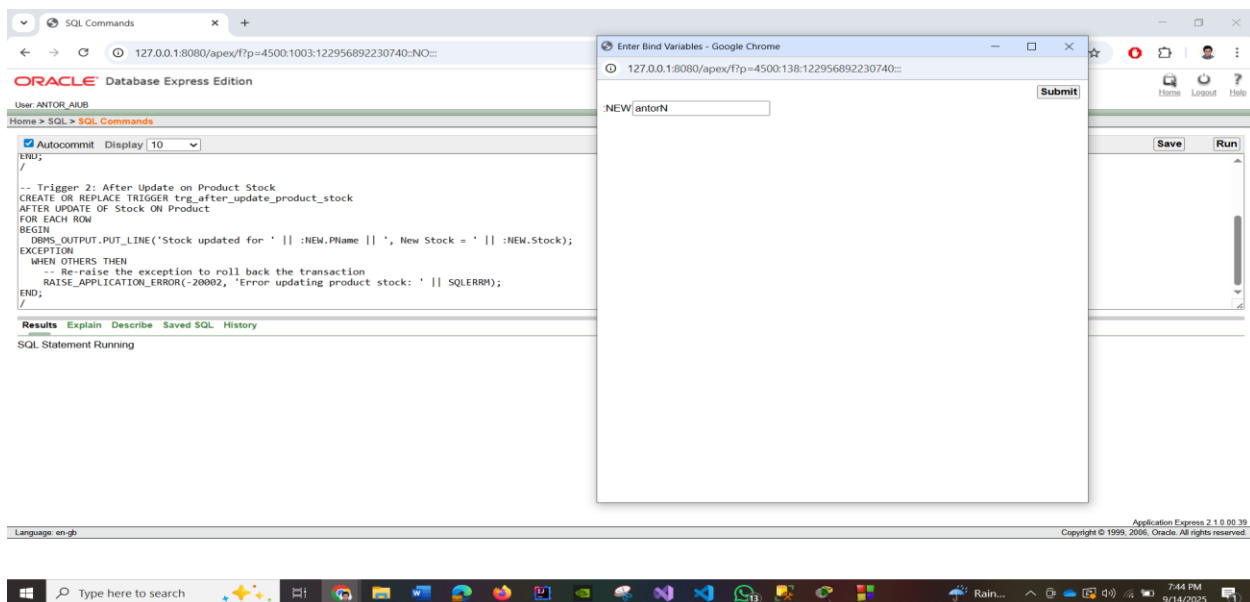 SQL Commands
127.0.0.1:8080/apex/f?p=4500:1003:122956892230740::NO:::
ORACLE Database Express Edition
Home Logout Help
User: ANTOR_AIUB
Home > SQL > SQL Commands
Autocommit Display 10
Save Run
END;
/
-- Trigger 2: After Update on Product Stock
CREATE OR REPLACE TRIGGER trg_after_update_product_stock
AFTER UPDATE OF Stock ON Product
FOR EACH ROW
BEGIN
DBMS_OUTPUT.PUT_LINE('Stock updated for ' || :NEW.PName || ', New Stock = ' || :NEW.Stock);
EXCEPTION
WHEN OTHERS THEN
-- Re-raise the exception to roll back the transaction
RAISE_APPLICATION_ERROR(-20002, 'Error updating product stock: ' || SQLERRM);
END;
/
Results Explain Describe Saved SQL History
SQL Statement Running
Enter Bind Variables - Google Chrome
127.0.0.1:8080/apex/f?p=4500:138:122956892230740:::
Submit
:NEW antorN
Application Express 2.1.0.00.39
Language: en-gb
Copyright © 1999, 2006, Oracle. All rights reserved.
Type here to search
13
Rain...
7:44 PM
9/14/2025